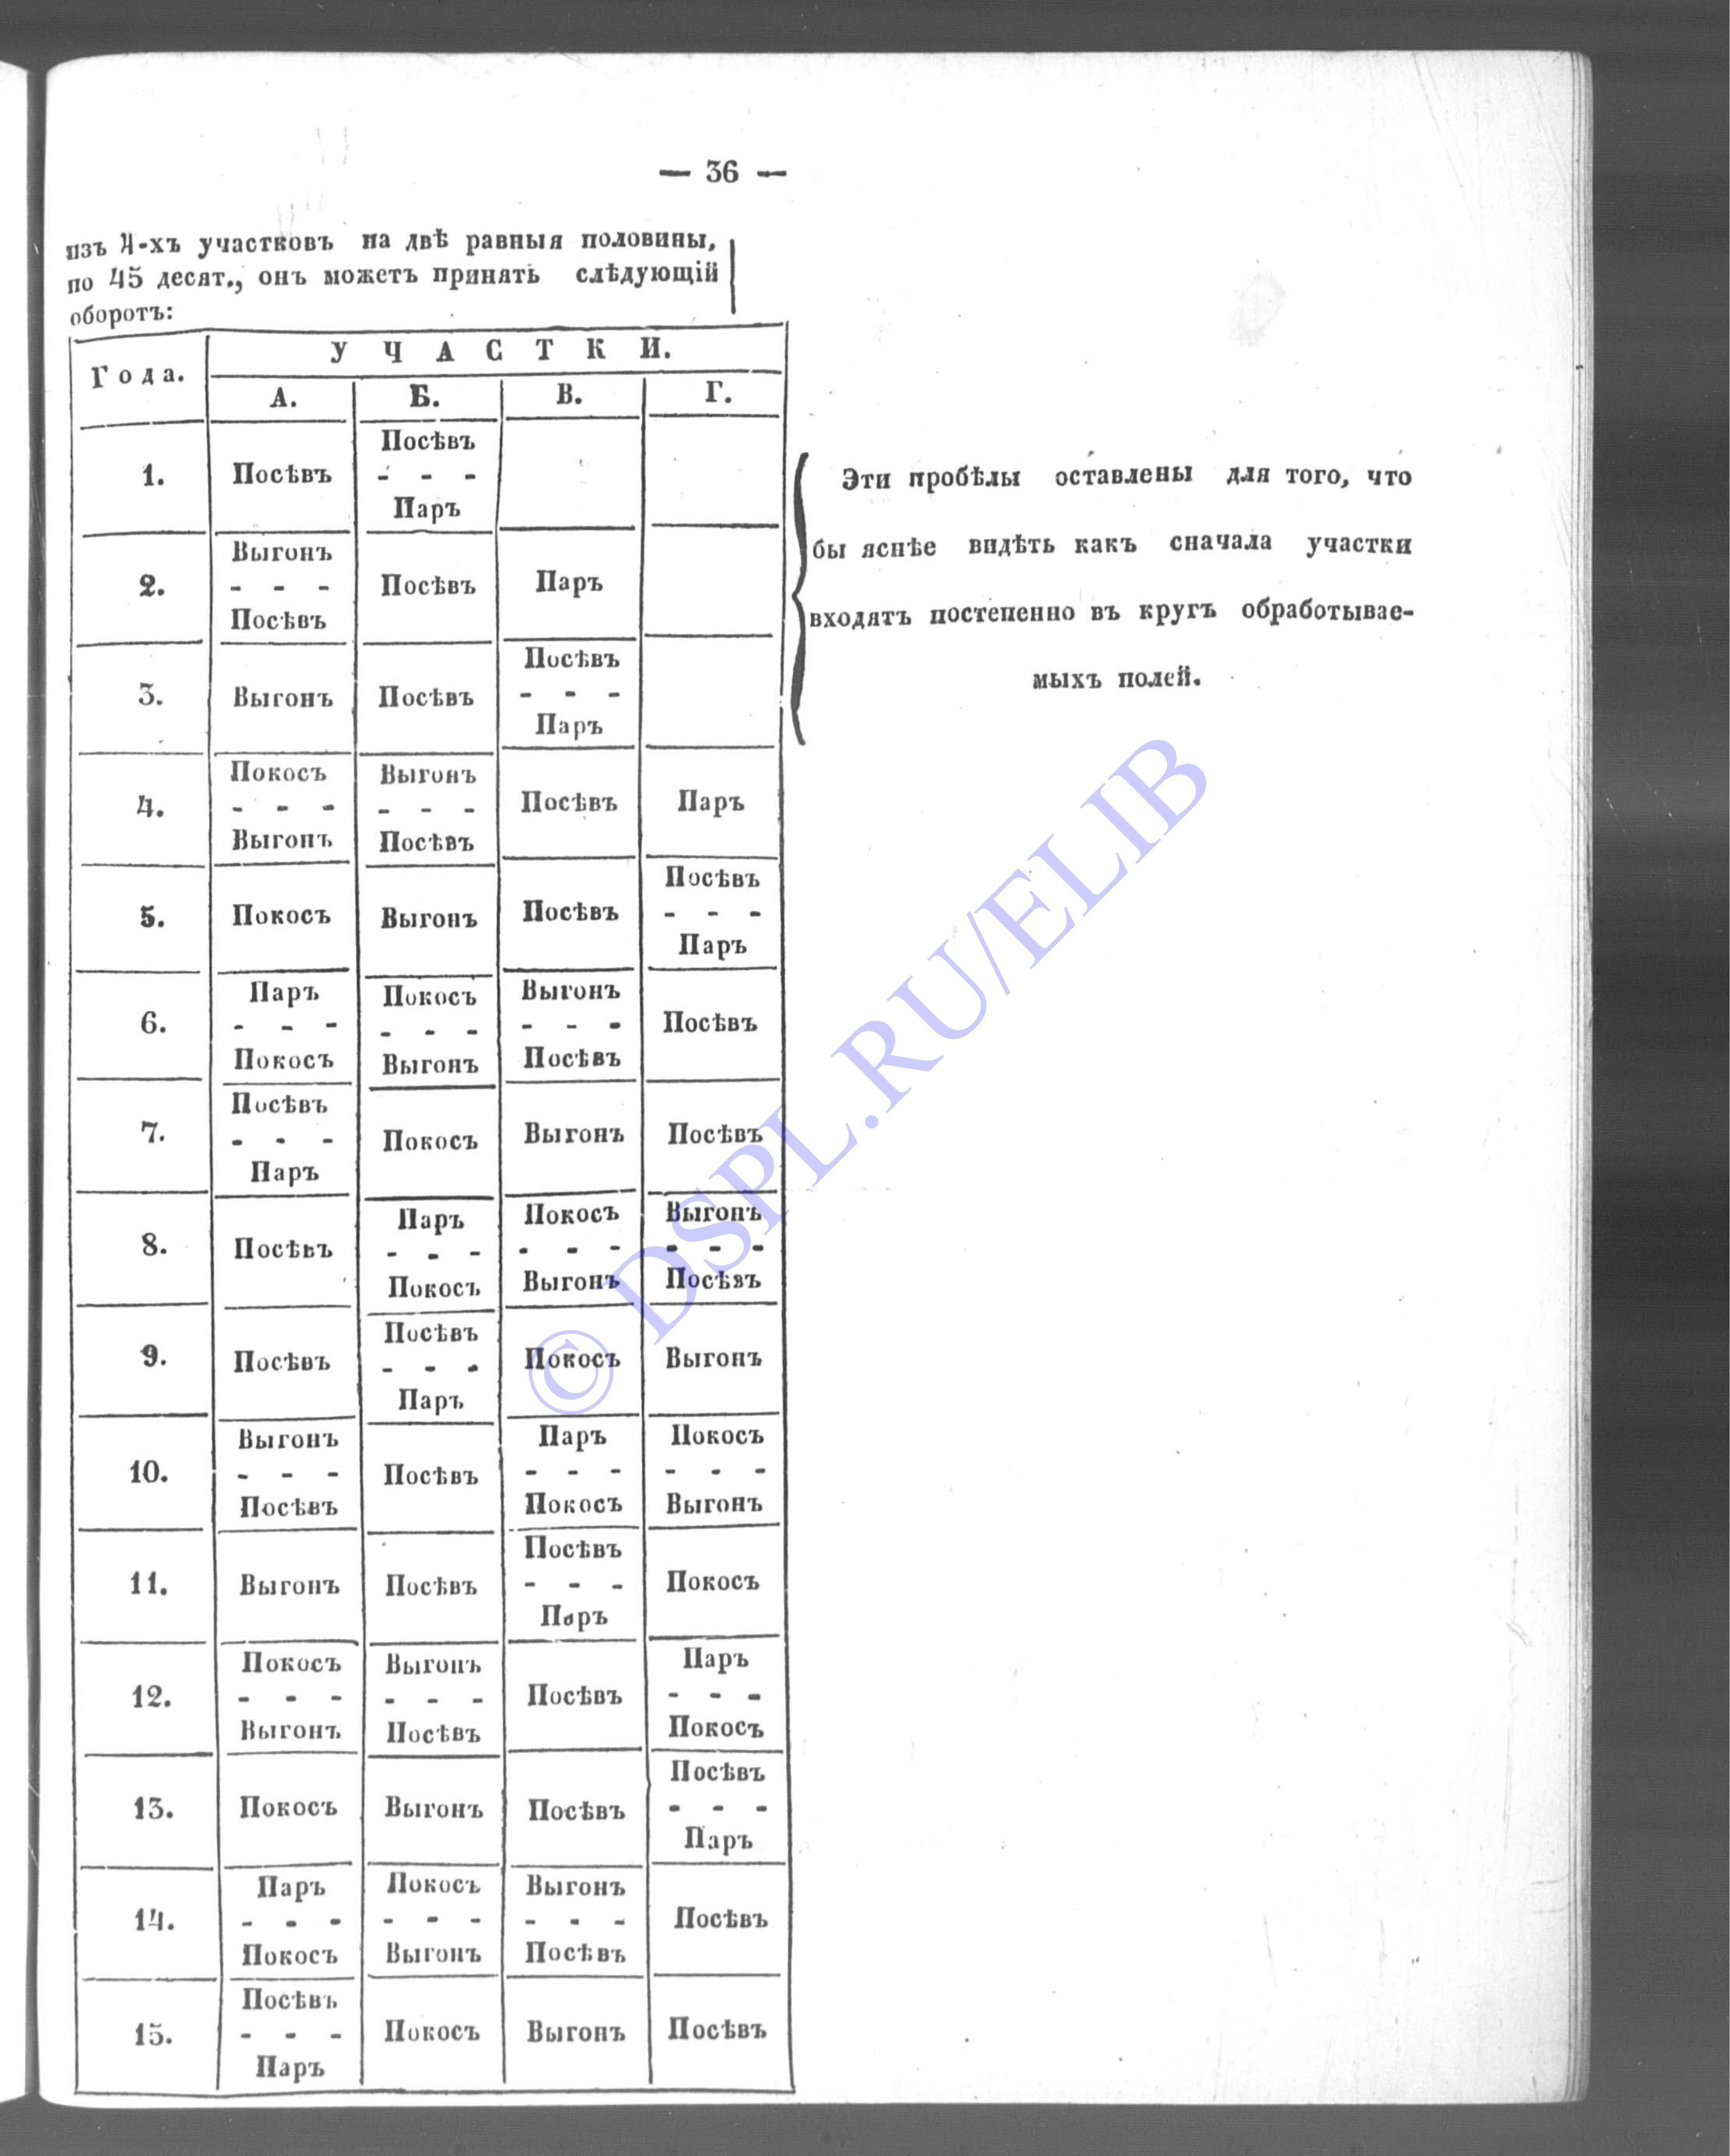 — 36 —
изъ 4-хъ участковъ на двѣ равныя половины,
по 45 десят., онъ можетъ принять слѣдующій
оборотъ:
Года. УЧАСТКИ.
А. Б. В. Г.
Посѣвъ
1. Посѣвъ - - -
Паръ
Выгонъ
2. - - - Посѣвъ Паръ
Посѣвъ
Посѣвъ
3. Выгонъ Посѣвъ - - -
Паръ
Покосъ Выгонъ
4. - - - - - - Посѣвъ Паръ
Выгонъ Посѣвъ
Посѣвъ
5. Покосъ Выгонъ Посѣвъ - - -
Паръ
Паръ Покосъ Выгонъ
6. - - - - - - - - - Посѣвъ
Покосъ Выгонъ Посѣвъ
Посѣвъ
7. - - - Покосъ Выгонъ Посѣвъ
Паръ
Паръ Покосъ Выгонъ
8. Посѣвъ - - - - - - - - -
Покосъ Выгонъ Посѣвъ
Посѣвъ
9. Посѣвъ - - - Покосъ Выгонъ
Паръ
Выгонъ Паръ Покосъ
10. - - - Посѣвъ - - - - - -
Посѣвъ Покосъ Выгонъ
Посѣвъ
11. Выгонъ Посѣвъ - - - Покосъ
Паръ
Покосъ Выгонъ Паръ
12. - - - - - - Посѣвъ - - -
Выгонъ Посѣвъ Покосъ
Посѣвъ
13. Покосъ Выгонъ Посѣвъ - - -
Паръ
Паръ Покосъ Выгонъ
14. - - - - - - - - - Посѣвъ
Покосъ Выгонъ Посѣвъ
Посѣвъ
15. - - - Покосъ Выгонъ Посѣвъ
Паръ
Эти пробѣлы оставлены для того, что
бы яснѣе видѣть какъ сначала участки
входятъ постепенно въ кругъ обработывае-
мыхъ полей.
© DSPL.RU/ELIB